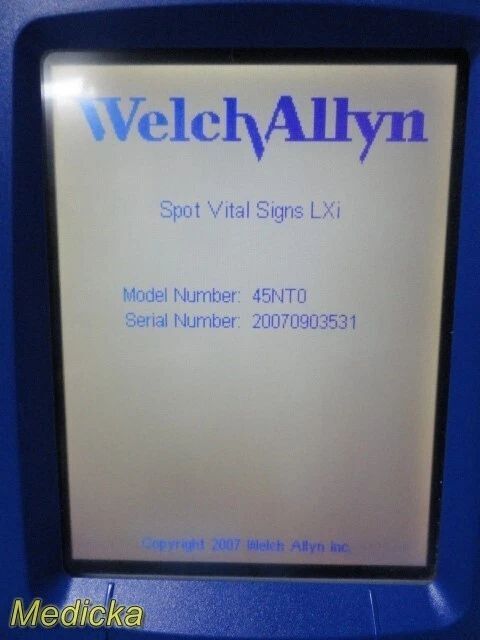 WelchAllyn
Spot Vital Signs LXi
Model Number: 45NT0
Serial Number: 20070903531
Copyright 2007 Welch Allyn Inc.
Medicka